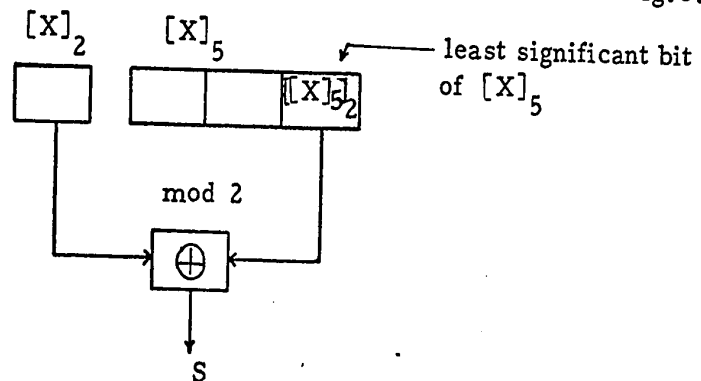 [X]₂ [X]₅
least significant bit
of [X]₅
[[X]₅]₂
mod 2
⊕
S